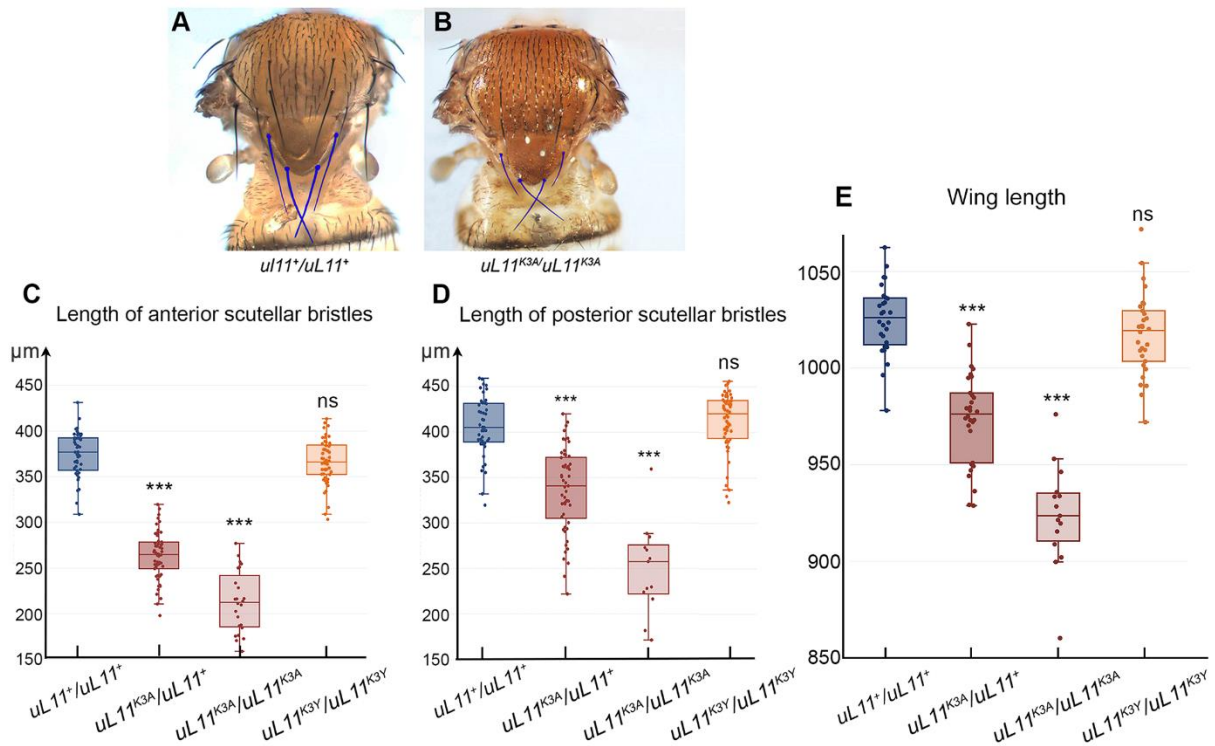 A
B
ul11⁺/uL11⁺
uL11ᴷ³ᴬ/uL11ᴷ³ᴬ
C
Length of anterior scutellar bristles
µm
450
400
350
300
250
200
150
***
***
ns
uL11⁺/uL11⁺
uL11ᴷ³ᴬ/uL11⁺
uL11ᴷ³ᴬ/uL11ᴷ³ᴬ
uL11ᴷ³ʸ/uL11ᴷ³ʸ
D
Length of posterior scutellar bristles
µm
450
400
350
300
250
200
150
***
***
ns
uL11⁺/uL11⁺
uL11ᴷ³ᴬ/uL11⁺
uL11ᴷ³ᴬ/uL11ᴷ³ᴬ
uL11ᴷ³ʸ/uL11ᴷ³ʸ
E
Wing length
1050
1000
950
900
850
***
***
ns
uL11⁺/uL11⁺
uL11ᴷ³ᴬ/uL11⁺
uL11ᴷ³ᴬ/uL11ᴷ³ᴬ
uL11ᴷ³ʸ/uL11ᴷ³ʸ